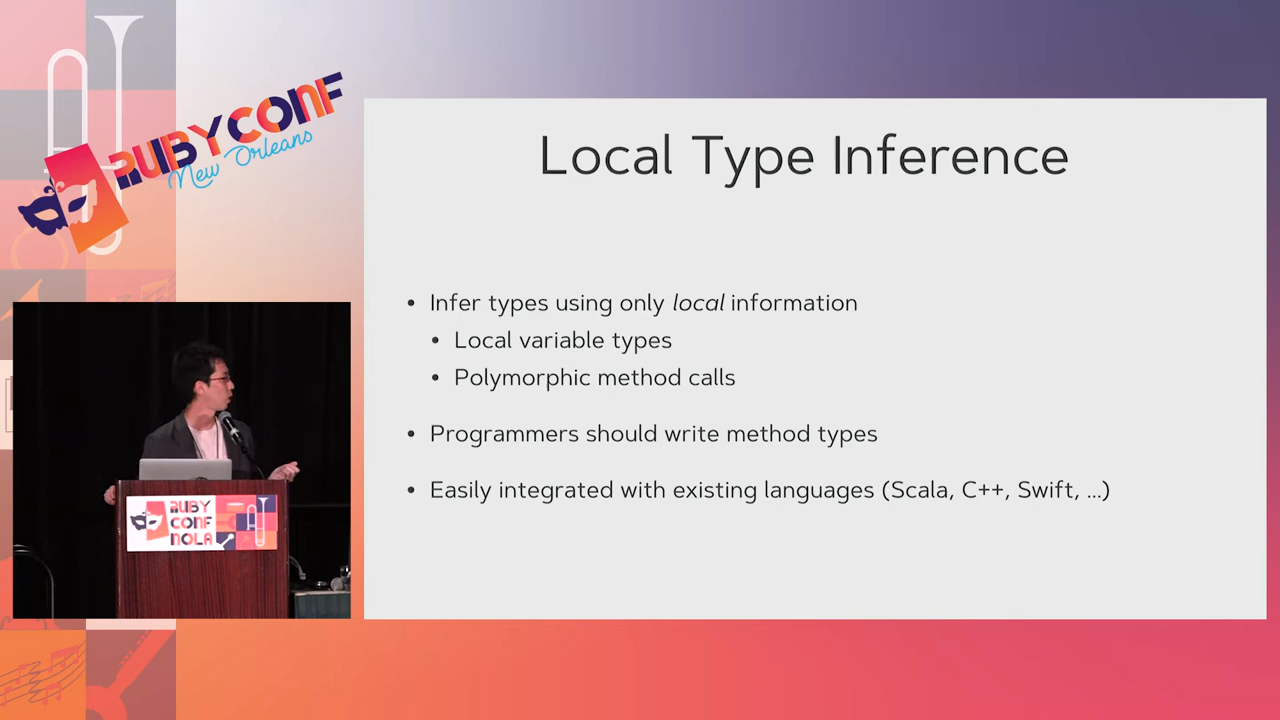 RUBYCONF
New Orleans
Local Type Inference
• Infer types using only local information
• Local variable types
• Polymorphic method calls
• Programmers should write method types
• Easily integrated with existing languages (Scala, C++, Swift, ...)
RUBY
CONF
NOLA